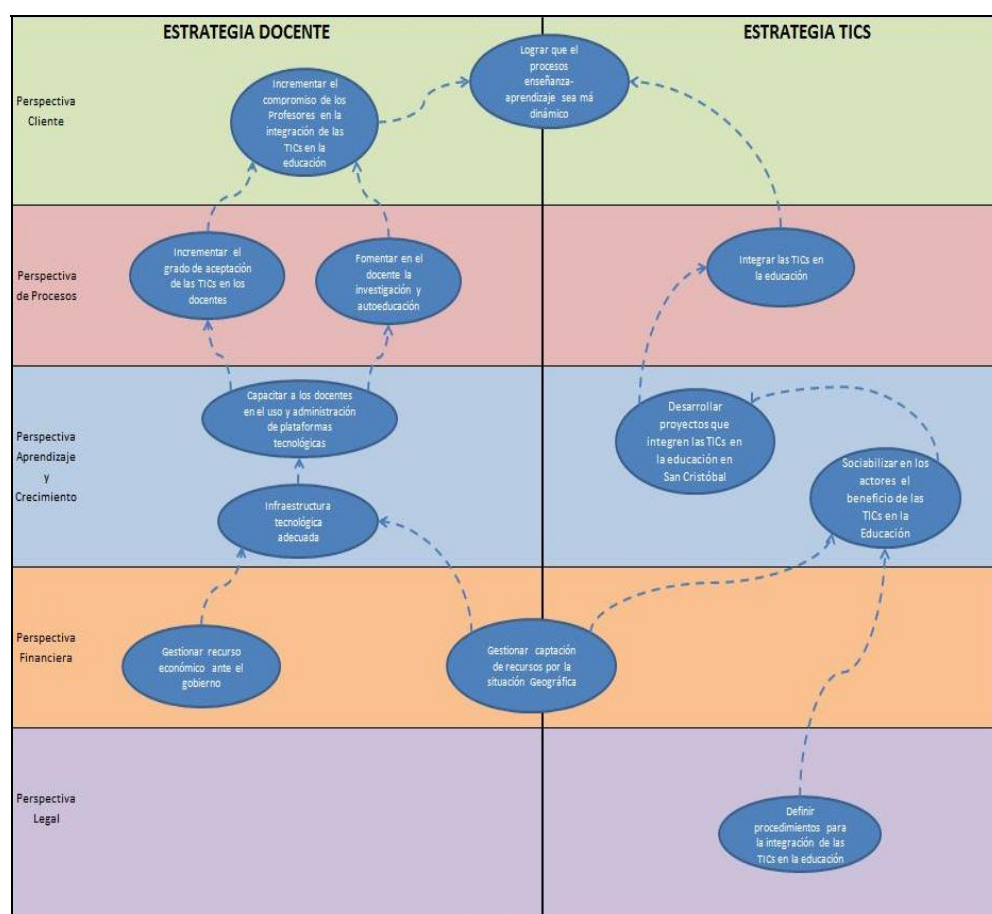 ESTRATEGIA DOCENTE
ESTRATEGIA TICS
Perspectiva
Cliente
Incrementar el
compromiso de los
Profesores en la
integración de las
TICs en la
educación
Lograr que el
procesos
enseñanza-
aprendizaje sea má
dinámico
Perspectiva
de Procesos
Incrementar el
grado de aceptación
de las TICs en los
docentes
Fomentar en el
docente la
investigación y
autoeducación
Integrar las TICs en
la educación
Perspectiva
Aprendizaje
y
Crecimiento
Capacitar a los docentes
en el uso y administración
de plataformas
tecnológicas
Infraestructura
tecnológica
adecuada
Desarrollar
proyectos que
integren las TICs en
la educación en
San Cristóbal
Sociabilizar en los
actores el
beneficio de las
TICs en la
Educación
Perspectiva
Financiera
Gestionar recurso
económico ante el
gobierno
Gestionar captación
de recursos por la
situación Geográfica
Perspectiva
Legal
Definir
procedimientos para
la integración de las
TICs en la educación